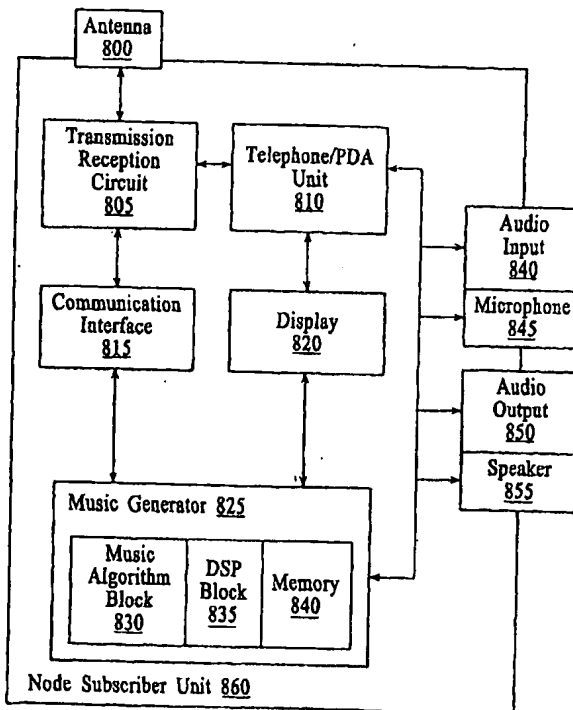 Antenna
800
Transmission
Reception
Circuit
805
Telephone/PDA
Unit
810
Audio
Input
840
Microphone
845
Communication
Interface
815
Display
820
Audio
Output
850
Speaker
855
Music Generator 825
Music
Algorithm
Block
830
DSP
Block
835
Memory
840
Node Subscriber Unit 860